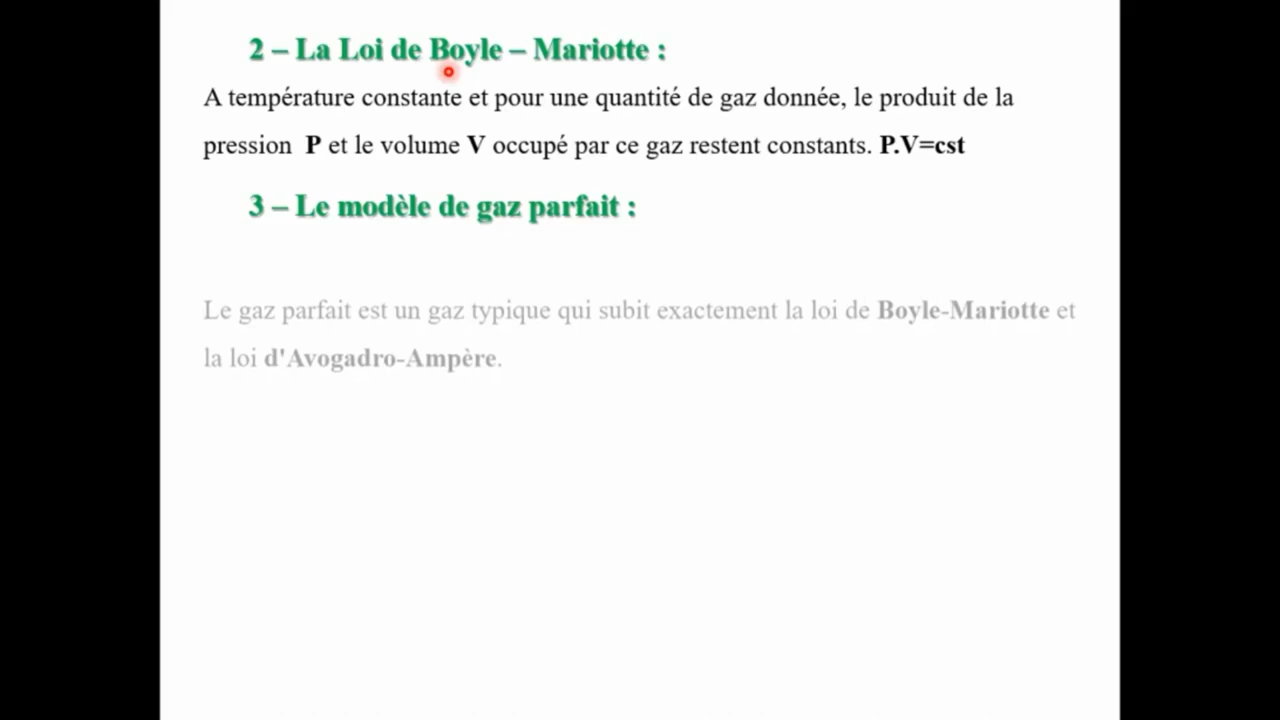 2 – La Loi de Boyle – Mariotte :
A température constante et pour une quantité de gaz donnée, le produit de la
pression P et le volume V occupé par ce gaz restent constants. P.V=cst
3 – Le modèle de gaz parfait :
Le gaz parfait est un gaz typique qui subit exactement la loi de Boyle-Mariotte et
la loi d'Avogadro-Ampère.